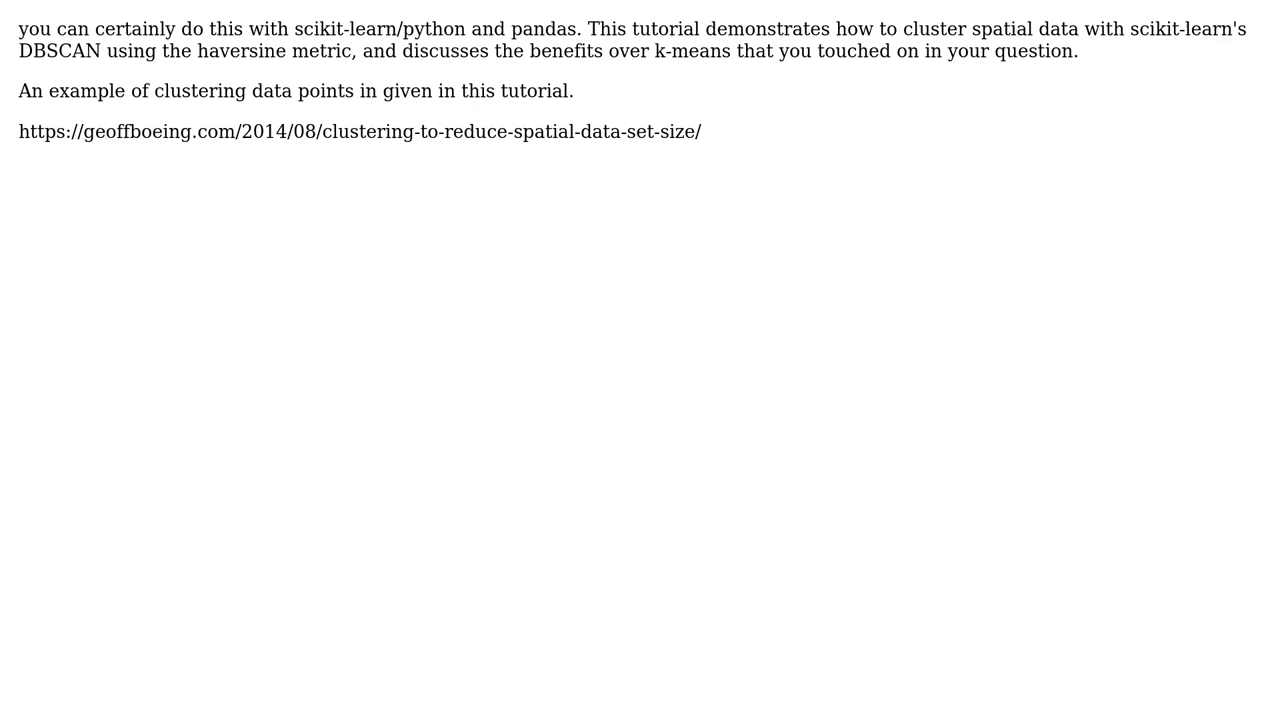 you can certainly do this with scikit-learn/python and pandas. This tutorial demonstrates how to cluster spatial data with scikit-learn's
DBSCAN using the haversine metric, and discusses the benefits over k-means that you touched on in your question.
An example of clustering data points in given in this tutorial.
https://geoffboeing.com/2014/08/clustering-to-reduce-spatial-data-set-size/